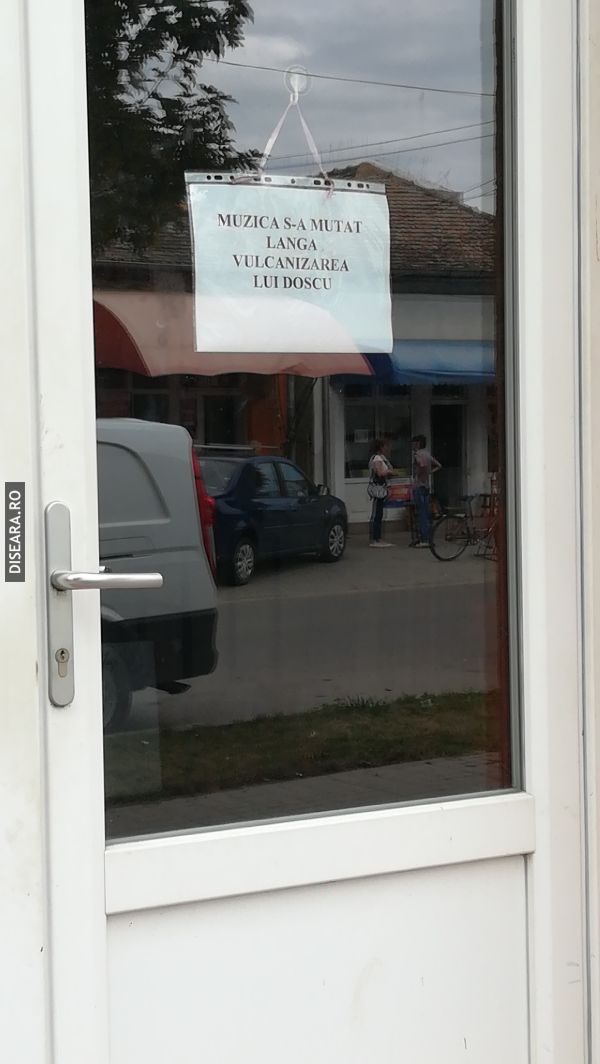 MUZICA S-A MUTAT
LANGA
VULCANIZAREA
LUI DOSCU
DISEARA.RO